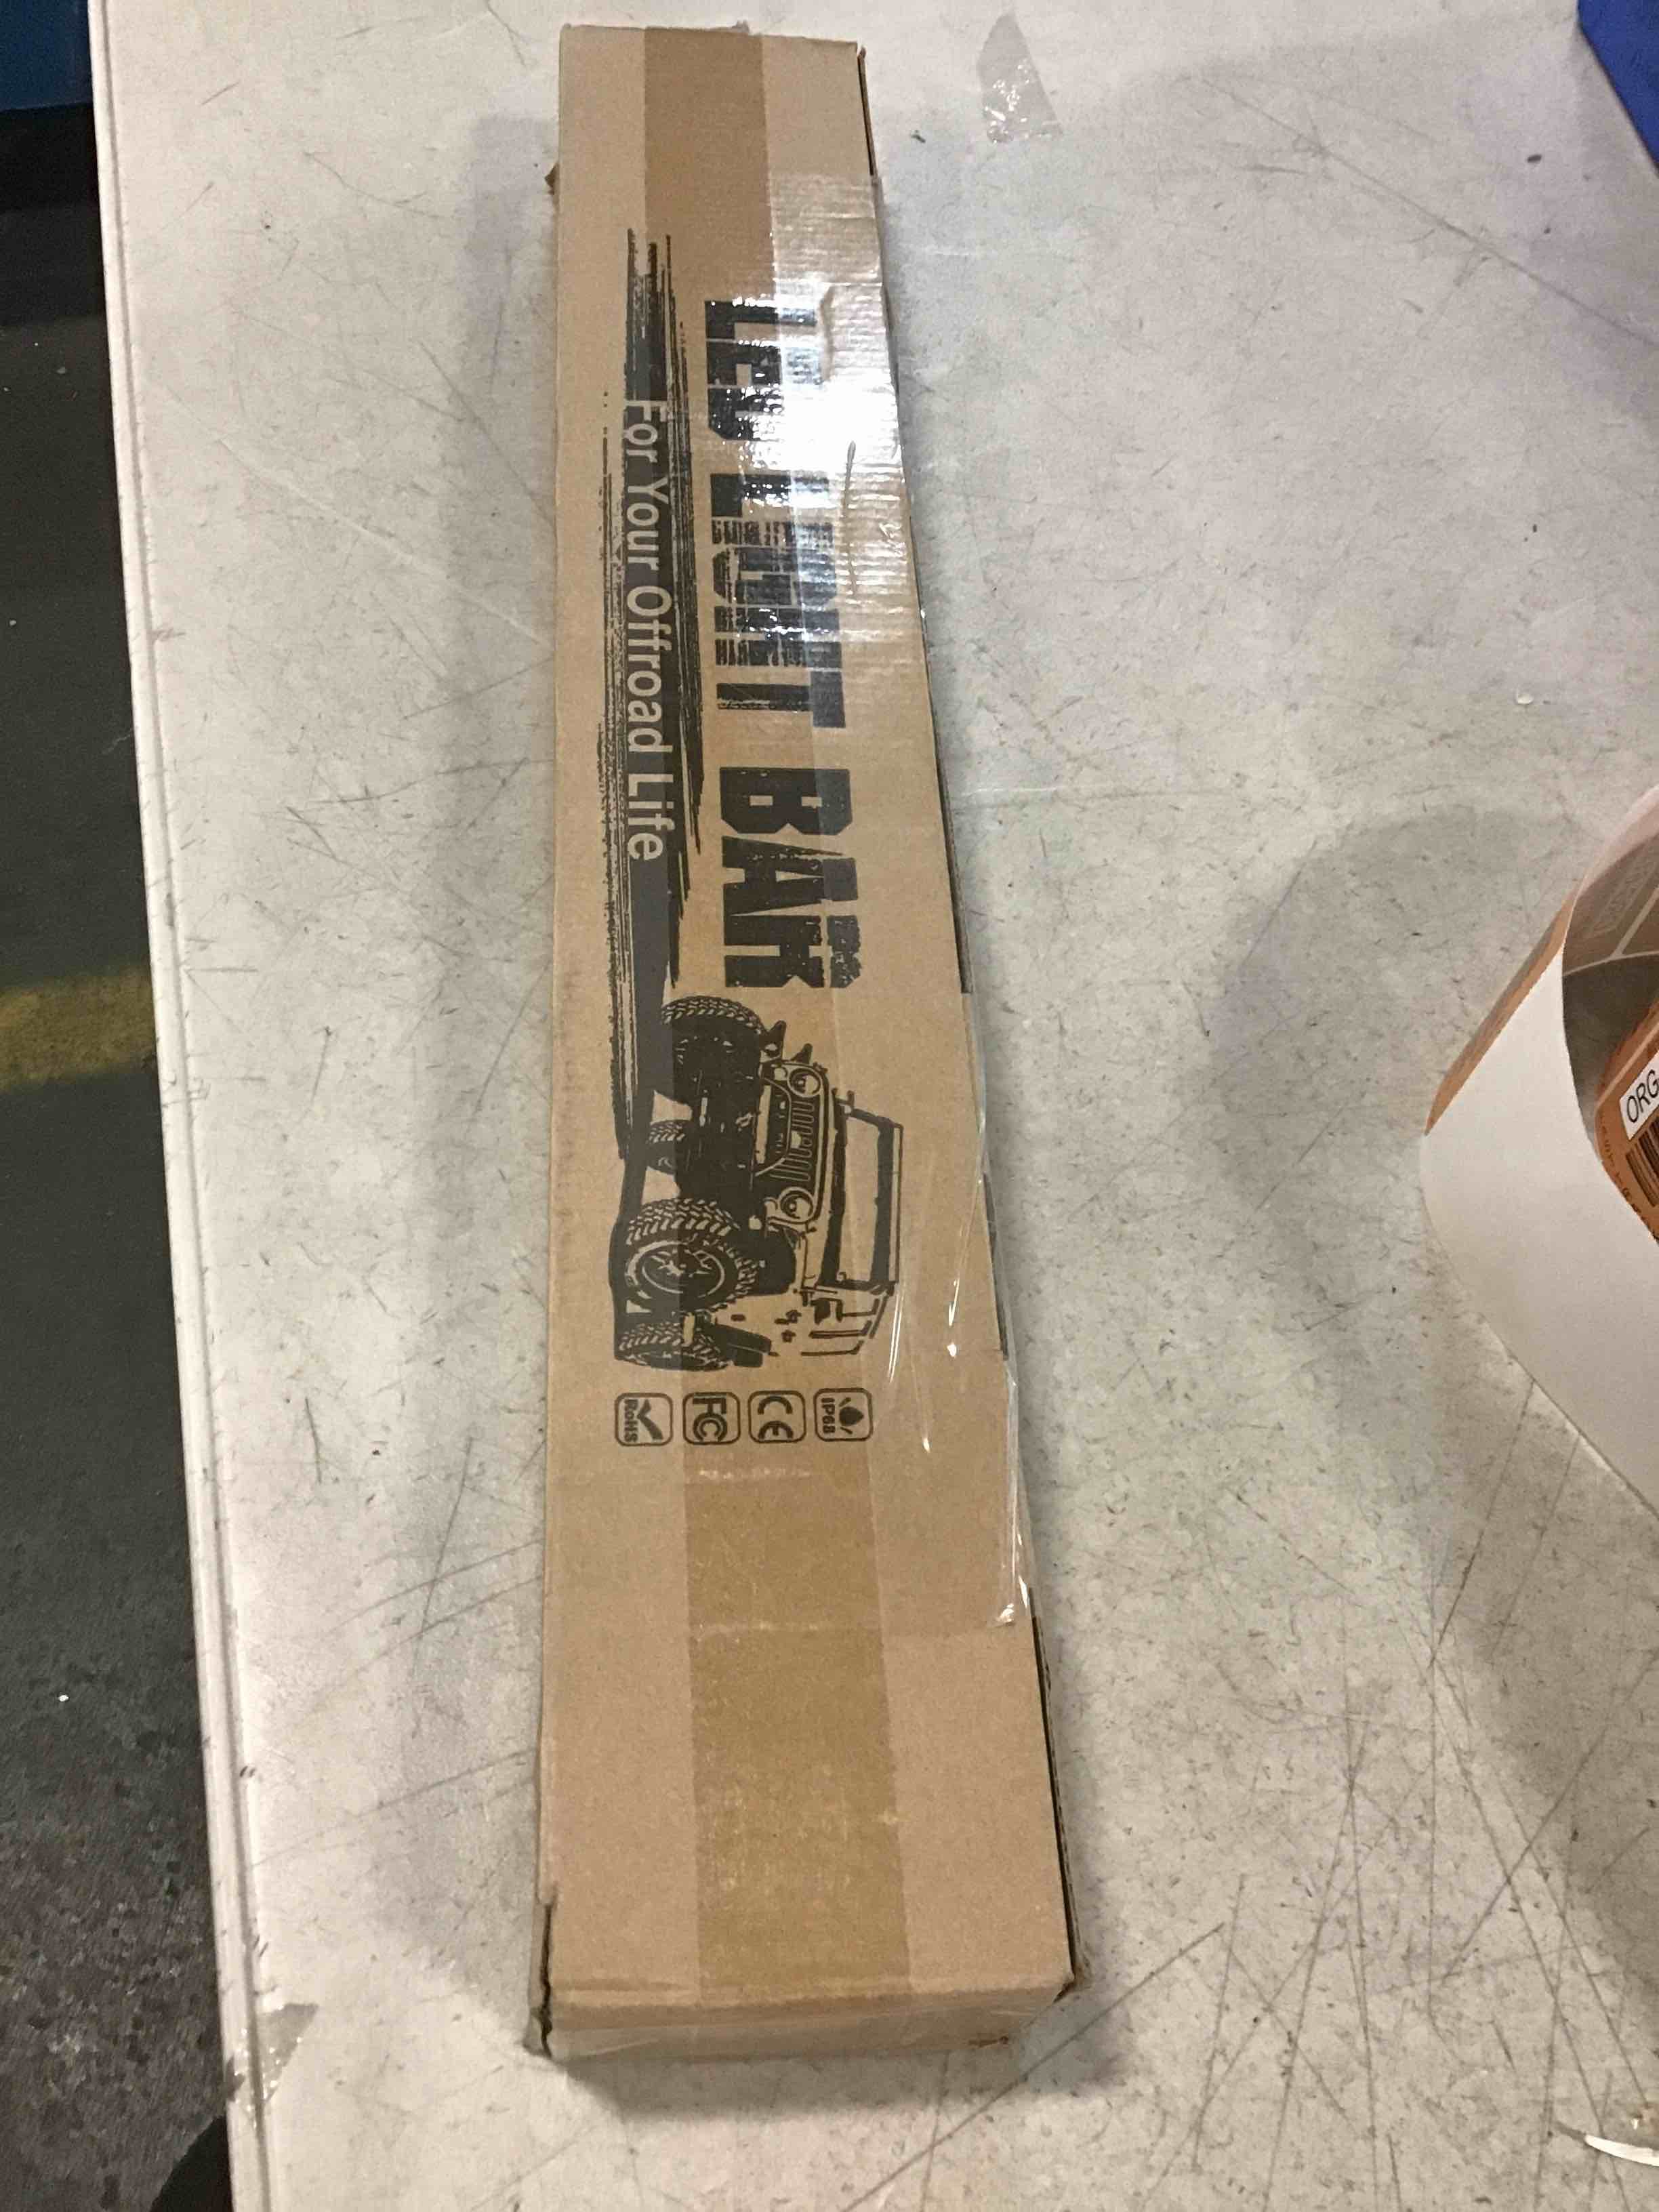 LED LIGHT BAR
For Your Offroad Life
IP68
CE
FC
RoHS
ORG